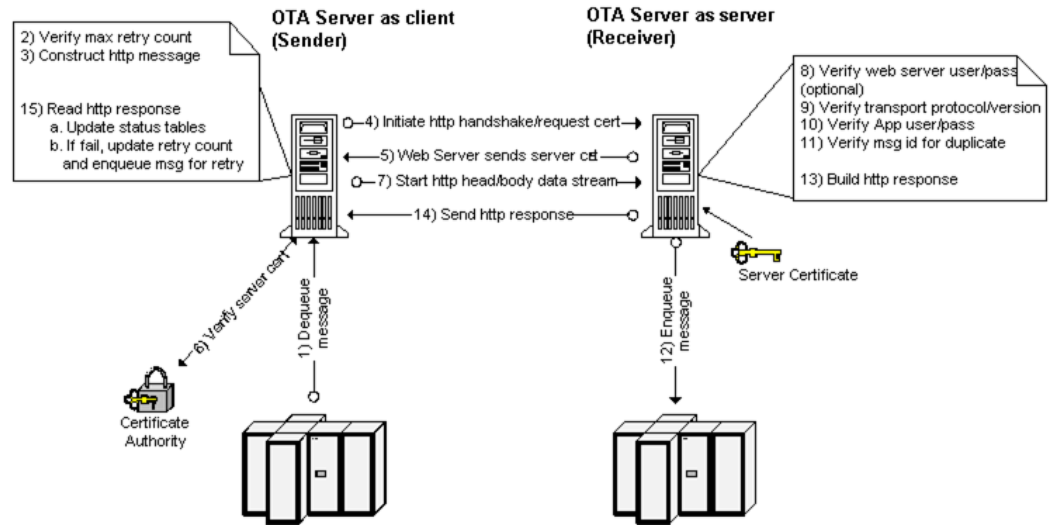 OTA Server as client
(Sender)
OTA Server as server
(Receiver)
2) Verify max retry count
3) Construct http message
15) Read http response
a. Update status tables
b. If fail, update retry count
and enqueue msg for retry
8) Verify web server user/pass
(optional)
9) Verify transport protocol/version
10) Verify App user/pass
11) Verify msg id for duplicate
13) Build http response
4) Initiate http handshake/request cert
5) Web Server sends server cet
7) Start http head/body data stream
14) Send http response
Server Certificate
6) Verify server cert
1) Dequeue
message
12) Enqueue
message
Certificate
Authority